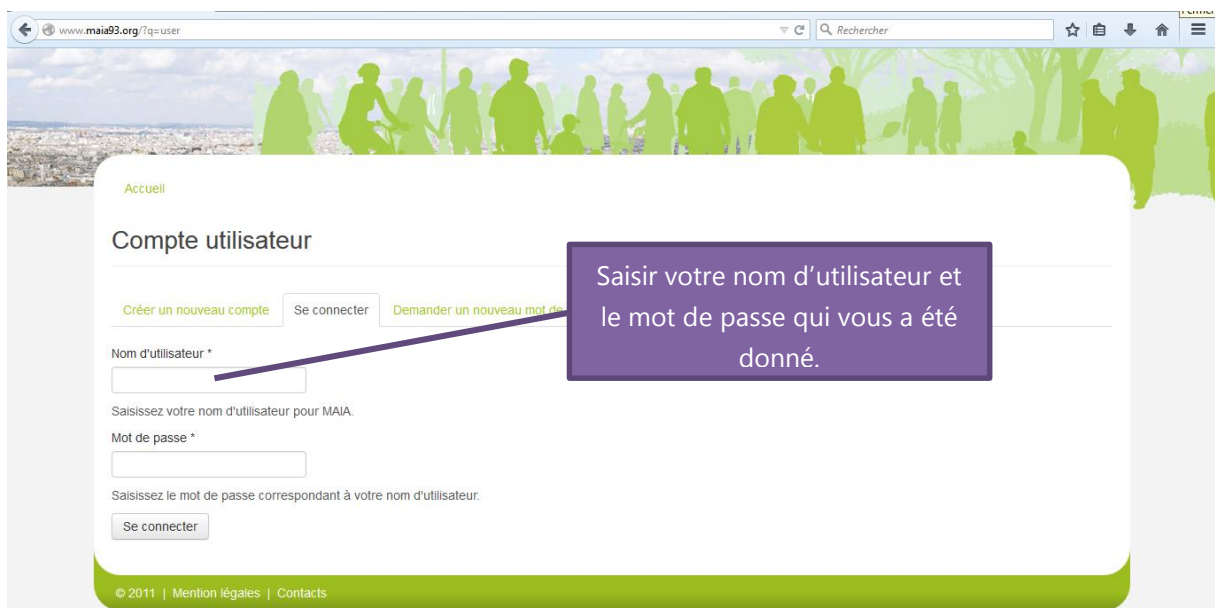 www.maia93.org/?q=user
Rechercher
Accueil
Compte utilisateur
Créer un nouveau compte
Se connecter
Demander un nouveau mot de
Saisir votre nom d’utilisateur et
le mot de passe qui vous a été
donné.
Nom d'utilisateur *
Saisissez votre nom d'utilisateur pour MAIA.
Mot de passe *
Saisissez le mot de passe correspondant à votre nom d'utilisateur.
Se connecter
© 2011 | Mention légales | Contacts